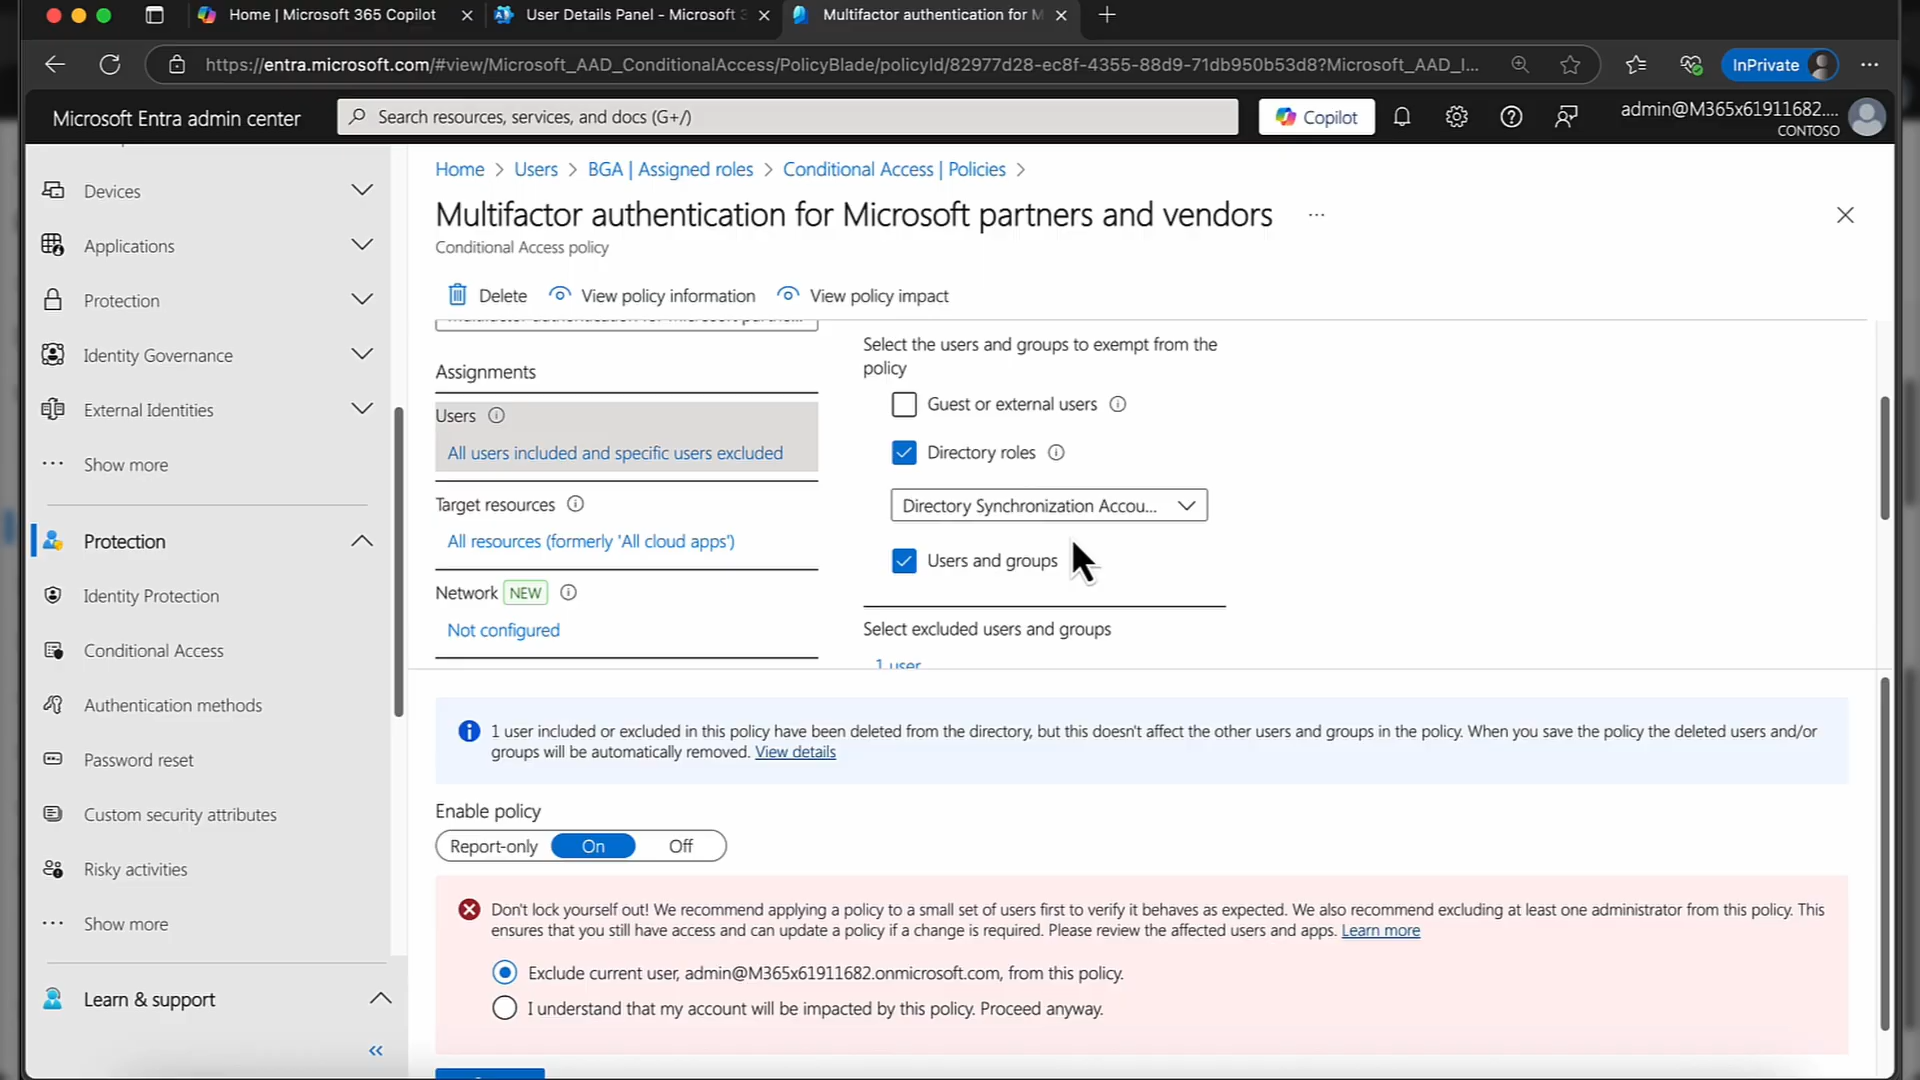 Home | Microsoft 365 Copilot
User Details Panel - Microsoft 3
Multifactor authentication for M
https://entra.microsoft.com/#view/Microsoft_AAD_ConditionalAccess/PolicyBlade/policyId/82977d28-ec8f-4355-88d9-71db950b53d8?Microsoft_AAD_I...
InPrivate
Microsoft Entra admin center
Search resources, services, and docs (G+/)
Copilot
admin@M365x61911682....
CONTOSO
Devices
Applications
Protection
Identity Governance
External Identities
Show more
Protection
Identity Protection
Conditional Access
Authentication methods
Password reset
Custom security attributes
Risky activities
Show more
Learn & support
Home > Users > BGA | Assigned roles > Conditional Access | Policies >
Multifactor authentication for Microsoft partners and vendors ...
Conditional Access policy
Delete
View policy information
View policy impact
Multifactor authentication for Microsoft partne...
Assignments
Users
All users included and specific users excluded
Target resources
All resources (formerly 'All cloud apps')
Network NEW
Not configured
Select the users and groups to exempt from the
policy
Guest or external users
Directory roles
Directory Synchronization Accou...
Users and groups
Select excluded users and groups
1 user
1 user included or excluded in this policy have been deleted from the directory, but this doesn't affect the other users and groups in the policy. When you save the policy the deleted users and/or
groups will be automatically removed. View details
Enable policy
Report-only On Off
Don't lock yourself out! We recommend applying a policy to a small set of users first to verify it behaves as expected. We also recommend excluding at least one administrator from this policy. This
ensures that you still have access and can update a policy if a change is required. Please review the affected users and apps. Learn more
Exclude current user, admin@M365x61911682.onmicrosoft.com, from this policy.
I understand that my account will be impacted by this policy. Proceed anyway.